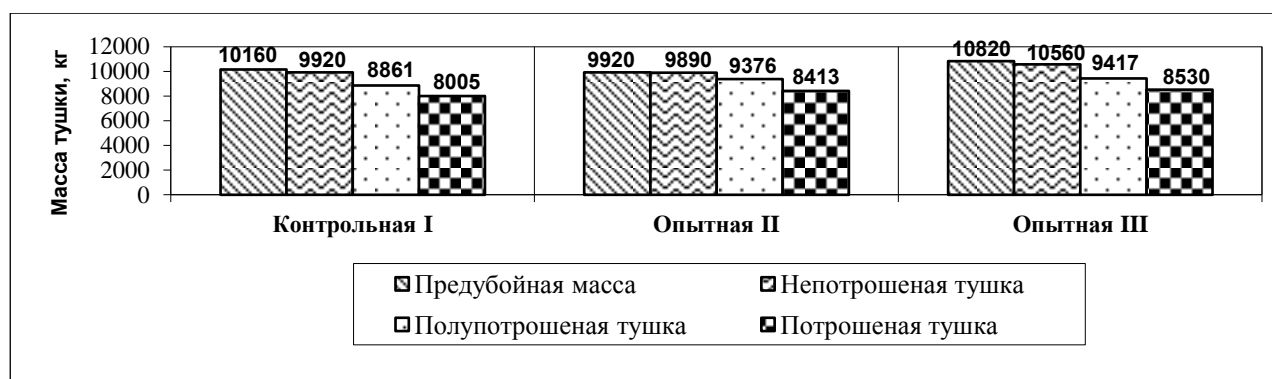 Масса тушки, кг
12000
10000
8000
6000
4000
2000
0
10160 9920 8861 8005
9920 9890 9376 8413
10820 10560 9417 8530
Контрольная I Опытная II Опытная III
Предубойная масса Непотрошеная тушка
Полупотрошеная тушка Потрошеная тушка